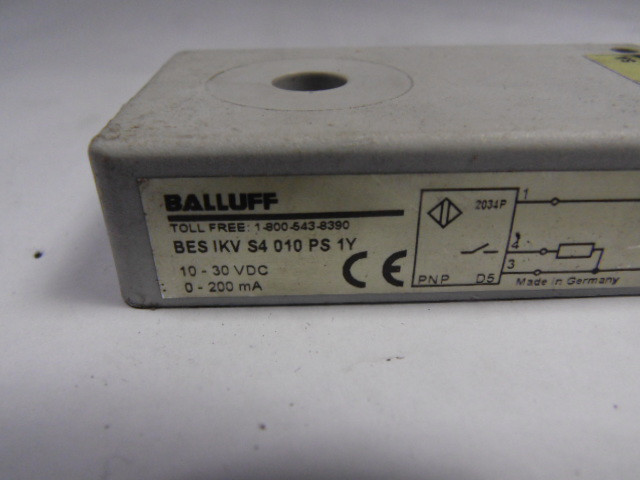 BALLUFF
TOLL FREE: 1-800-543-8390
BES IKV S4 010 PS 1Y
10 - 30 VDC
0 - 200 mA
CE
2034P
PNP D5
1
4
3
Made in Germany